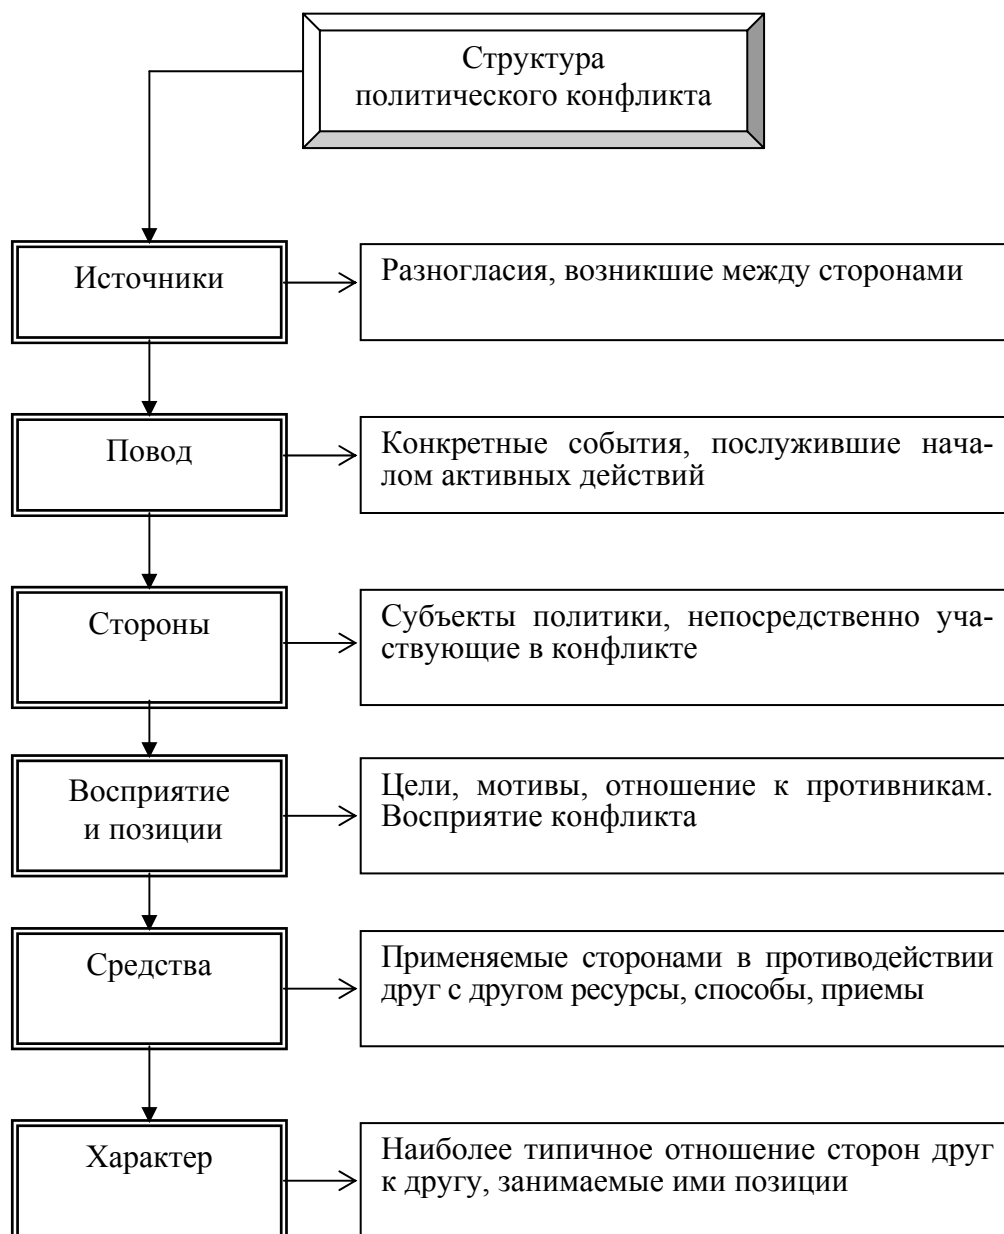 Структура
политического конфликта
Источники
Разногласия, возникшие между сторонами
Повод
Конкретные события, послужившие нача-
лом активных действий
Стороны
Субъекты политики, непосредственно уча-
ствующие в конфликте
Восприятие
и позиции
Цели, мотивы, отношение к противникам.
Восприятие конфликта
Средства
Применяемые сторонами в противодействии
друг с другом ресурсы, способы, приемы
Характер
Наиболее типичное отношение сторон друг
к другу, занимаемые ими позиции